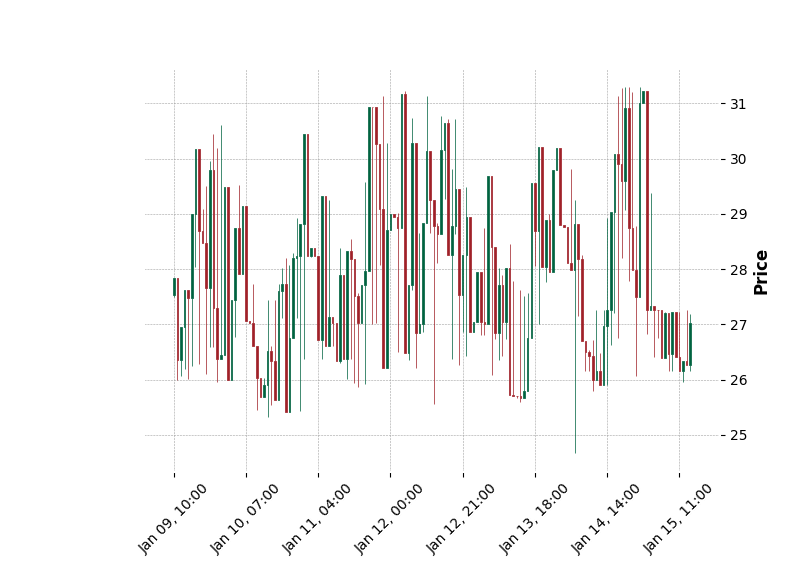 31
30
29
28
27
26
25
Price
Jan 09, 10:00
Jan 10, 07:00
Jan 11, 04:00
Jan 12, 00:00
Jan 12, 21:00
Jan 13, 18:00
Jan 14, 14:00
Jan 15, 11:00